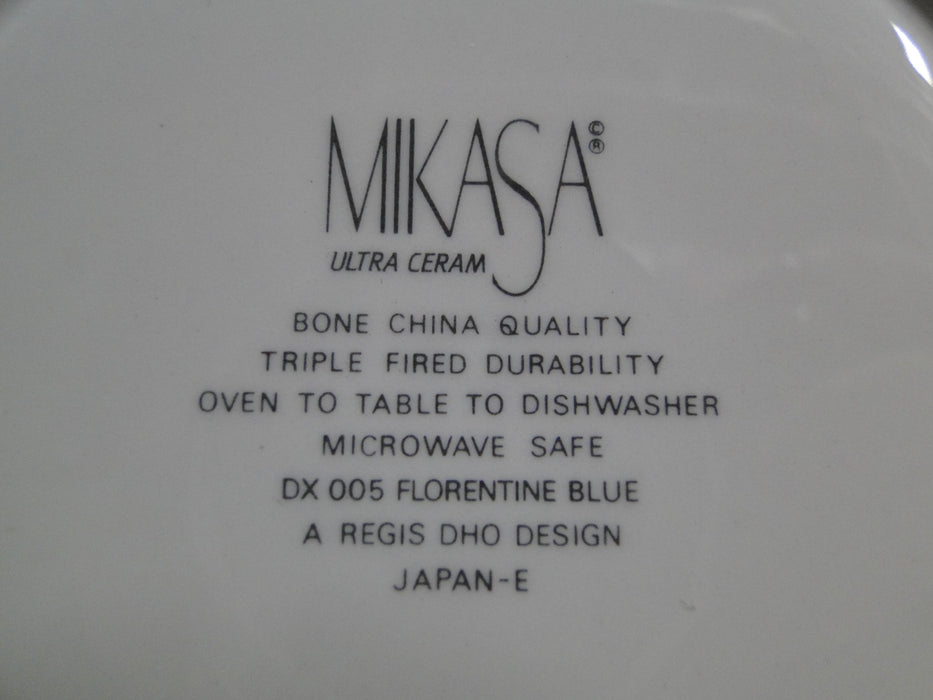 MIKASA ©®
ULTRA CERAM
BONE CHINA QUALITY
TRIPLE FIRED DURABILITY
OVEN TO TABLE TO DISHWASHER
MICROWAVE SAFE
DX 005 FLORENTINE BLUE
A REGIS DHO DESIGN
JAPAN-E